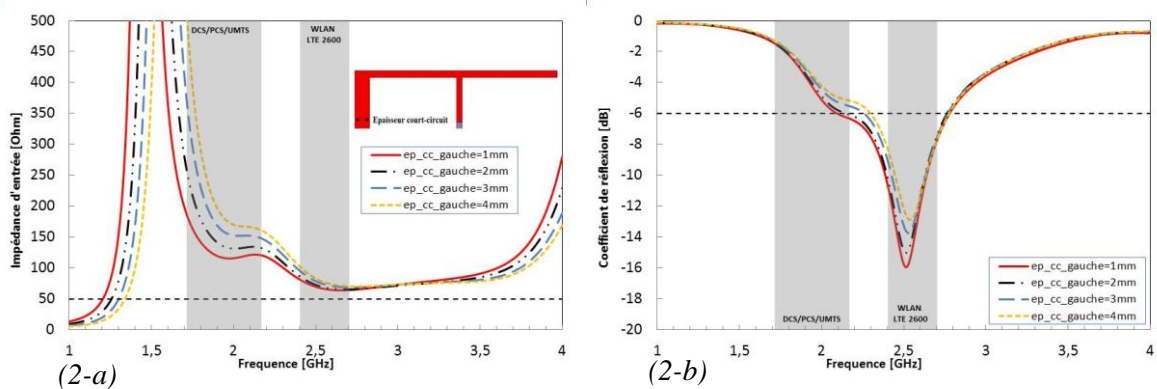 500
450
400
350
300
250
200
150
100
50
0
Impédance d'entrée [Ohm]
DCS/PCS/UMTS
WLAN
LTE 2600
Epaisseur court-circuit
ep_cc_gauche=1mm
ep_cc_gauche=2mm
ep_cc_gauche=3mm
ep_cc_gauche=4mm
1 1,5 2 2,5 3 3,5 4
Frequence [GHz]
(2-a)
0
-2
-4
-6
-8
-10
-12
-14
-16
-18
-20
Coefficient de réflexion [dB]
ep_cc_gauche=1mm
ep_cc_gauche=2mm
ep_cc_gauche=3mm
ep_cc_gauche=4mm
DCS/PCS/UMTS
WLAN
LTE 2600
1 1,5 2 2,5 3 3,5 4
Frequence [GHz]
(2-b)